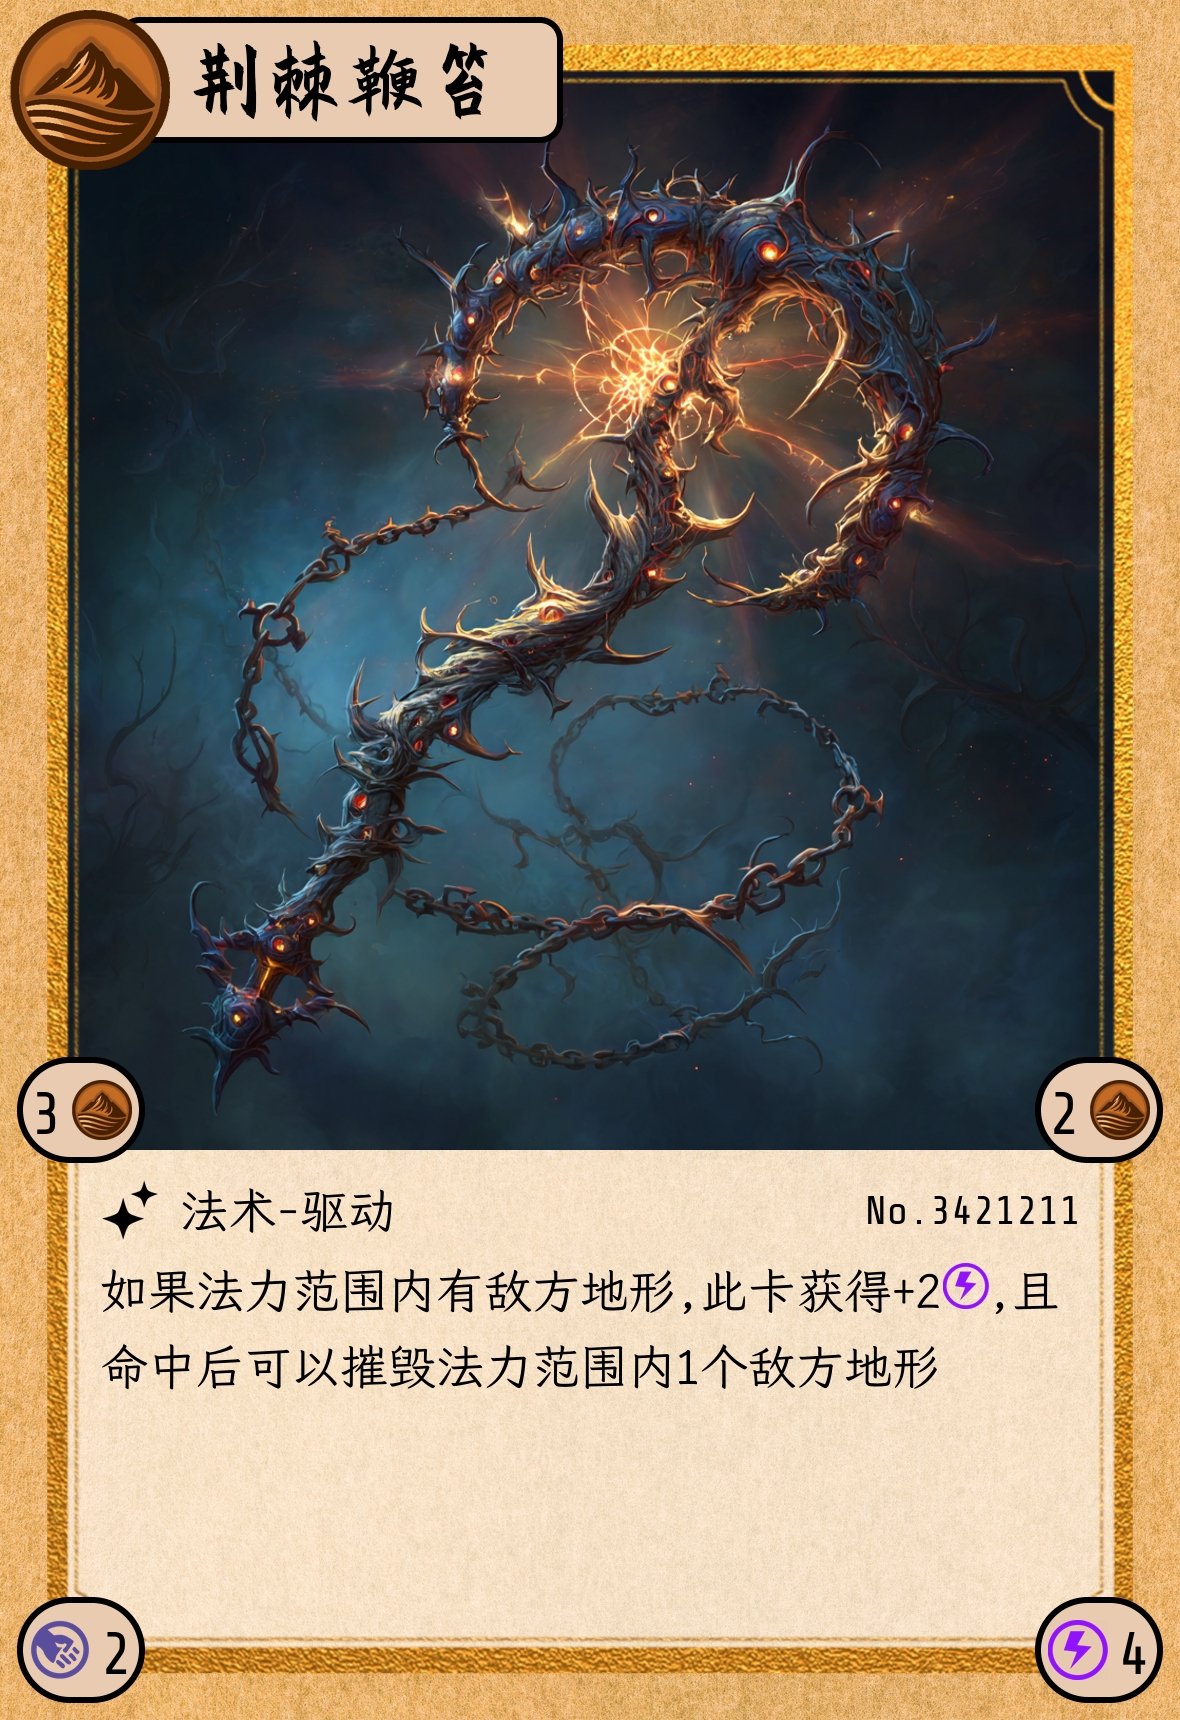 荆棘鞭笞
3
2
法术-驱动
No.3421211
如果法力范围内有敌方地形,此卡获得+2,且
命中后可以摧毁法力范围内1个敌方地形
2
4